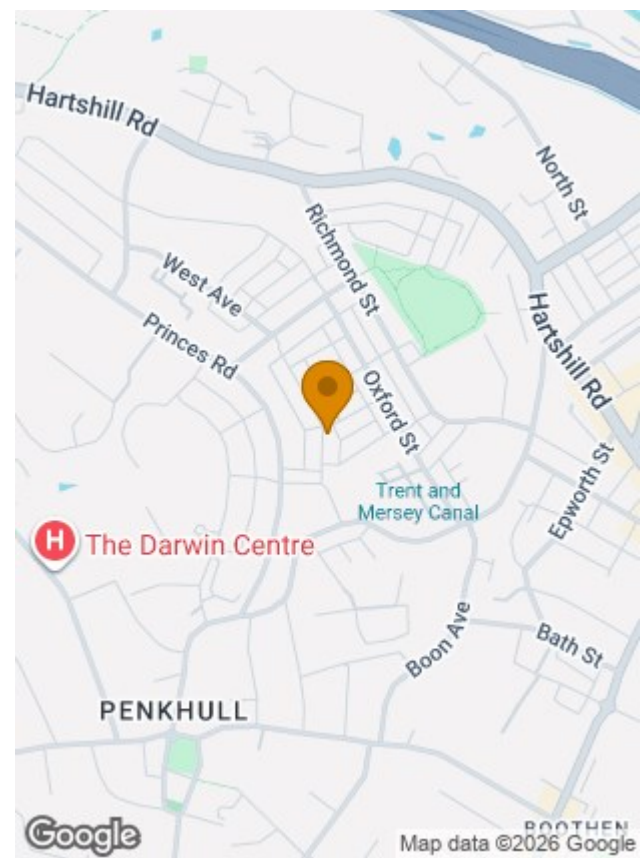 Hartshill Rd
North St
Richmond St
West Ave
Hartshill Rd
Princes Rd
Oxford St
Epworth St
Trent and
Mersey Canal
H
The Darwin Centre
Boon Ave
Bath St
PENKHULL
BOOTHEN
Google
Map data ©2026 Google